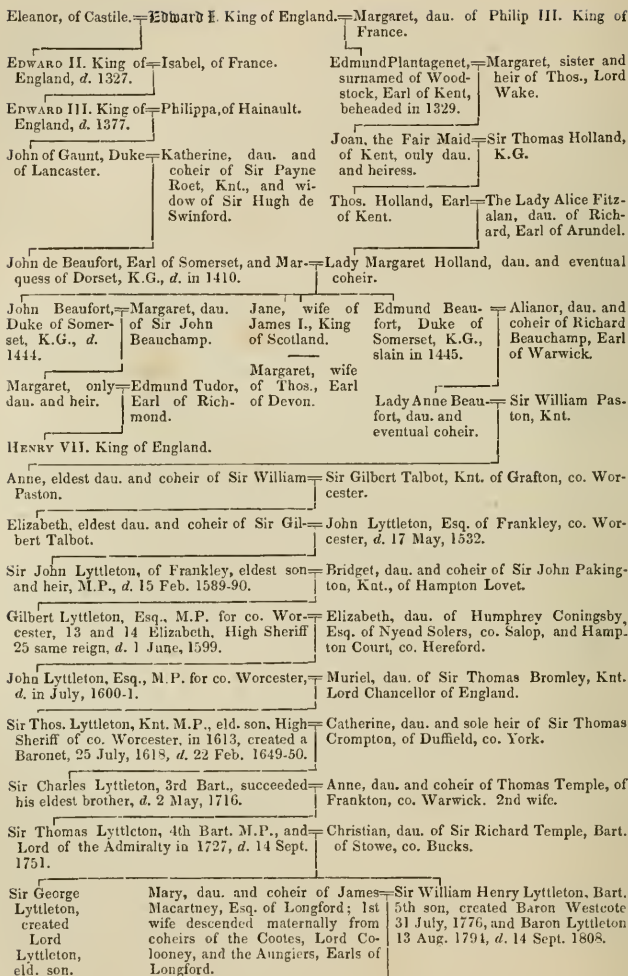 Eleanor, of Castile.=Edward I. King of England.=Margaret, dau. of Philip III. King of
France.
EDWARD II. King of=Isabel, of France.
England, d. 1327.
EdmundPlantagenet,=Margaret, sister and
surnamed of Wood- heir of Thos., Lord
stock, Earl of Kent, Wake.
beheaded in 1329.
EDWARD III. King of=Philippa,of Hainault.
England, d. 1377.
Joan, the Fair Maid=Sir Thomas Holland,
of Kent, only dau. K.G.
and heiress.
John of Gaunt, Duke=Katherine, dau. and
of Lancaster. coheir of Sir Payne
Roet, Knt., and wi-
dow of Sir Hugh de
Swinford.
Thos. Holland, Earl=The Lady Alice Fitz-
of Kent. alan, dau. of Rich-
ard, Earl of Arundel.
John de Beaufort, Earl of Somerset, and Mar-=Lady Margaret Holland, dau. and eventual
quess of Dorset, K.G., d. in 1410. coheir.
John Beaufort,=Margaret, dau.
Duke of Somer- of Sir John
set, K.G., d. Beauchamp.
1444.
Jane, wife of
James I., King
of Scotland.
Margaret, wife
of Thos., Earl
of Devon.
Edmund Beau-= Alianor, dau. and
fort, Duke of coheir of Richard
Somerset, K.G., Beauchamp, Earl
slain in 1445. of Warwick.
Margaret, only=Edmund Tudor,
dau. and heir. Earl of Rich-
mond.
Lady Anne Beau-= Sir William Pas-
fort, dau. and ton, Knt.
eventual coheir.
HENRY VII. King of England.
Anne, eldest dau. and coheir of Sir William= Sir Gilbert Talbot, Knt. of Grafton, co. Wor-
Paston. cester.
Elizabeth, eldest dau. and coheir of Sir Gil-= John Lyttleton, Esq. of Frankley, co. Wor-
bert Talbot. cester, d. 17 May, 1532.
Sir John Lyttleton, of Frankley, eldest son= Bridget, dau. and coheir of Sir John Paking-
and heir, M.P., d. 15 Feb. 1589-90. ton, Knt., of Hampton Lovet.
Gilbert Lyttleton, Esq., M.P. for co. Wor-= Elizabeth, dau. of Humphrey Coningsby,
cester, 13 and 14 Elizabeth, High Sheriff Esq. of Nyend Solers, co. Salop, and Hamp-
25 same reign, d. 1 June, 1599. ton Court, co. Hereford.
John Lyttleton, Esq., M.P. for co. Worcester,= Muriel, dau. of Sir Thomas Bromley, Knt.
d. in July, 1600-1. Lord Chancellor of England.
Sir Thos. Lyttleton, Knt. M.P., eld. son, High= Catherine, dau. and sole heir of Sir Thomas
Sheriff of co. Worcester, in 1613, created a Crompton, of Duffield, co. York.
Baronet, 25 July, 1618, d. 22 Feb. 1649-50.
Sir Charles Lyttleton, 3rd Bart., succeeded= Anne, dau. and coheir of Thomas Temple, of
his eldest brother, d. 2 May, 1716. Frankton, co. Warwick. 2nd wife.
Sir Thomas Lyttleton, 4th Bart. M.P., and= Christian, dau. of Sir Richard Temple, Bart.
Lord of the Admiralty in 1727, d. 14 Sept. of Stowe, co. Bucks.
1751.
Sir George
Lyttleton,
created
Lord
Lyttleton,
eld. son.
Mary, dau. and coheir of James=Sir William Henry Lyttleton, Bart.
Macartney, Esq. of Longford; 1st 5th son, created Baron Westcote
wife descended maternally from 31 July, 1776, and Baron Lyttleton
coheirs of the Cootes, Lord Co- 13 Aug. 1794, d. 14 Sept. 1808.
looney, and the Aungiers, Earls of
Longford.